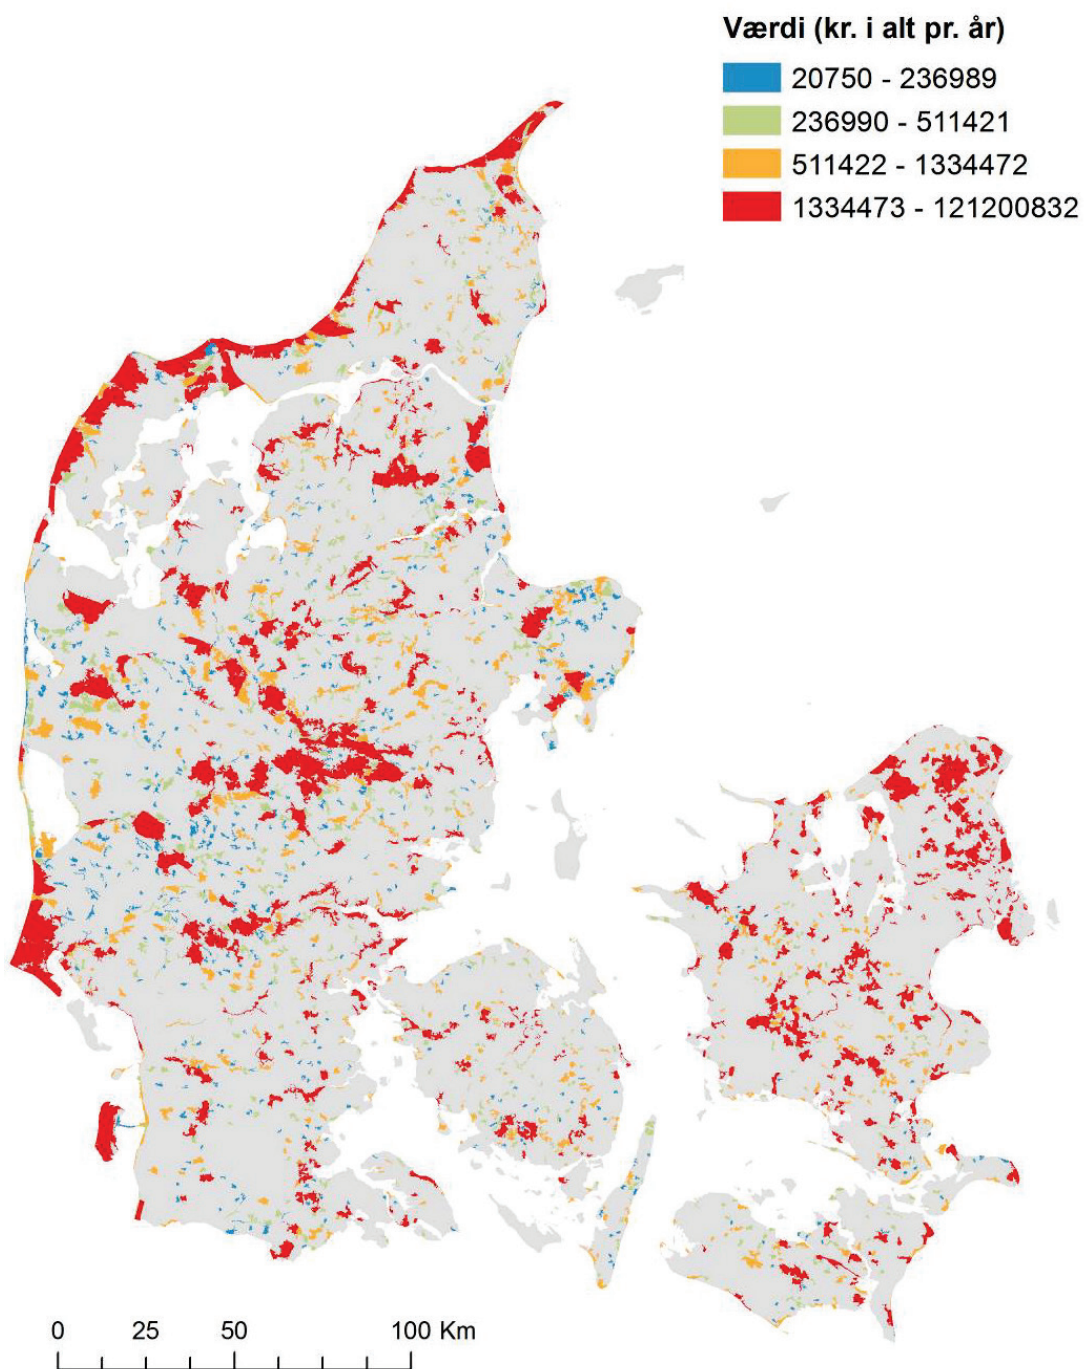 Værdi (kr. i alt pr. år)
20750 - 236989
236990 - 511421
511422 - 1334472
1334473 - 121200832
0 25 50 100 Km